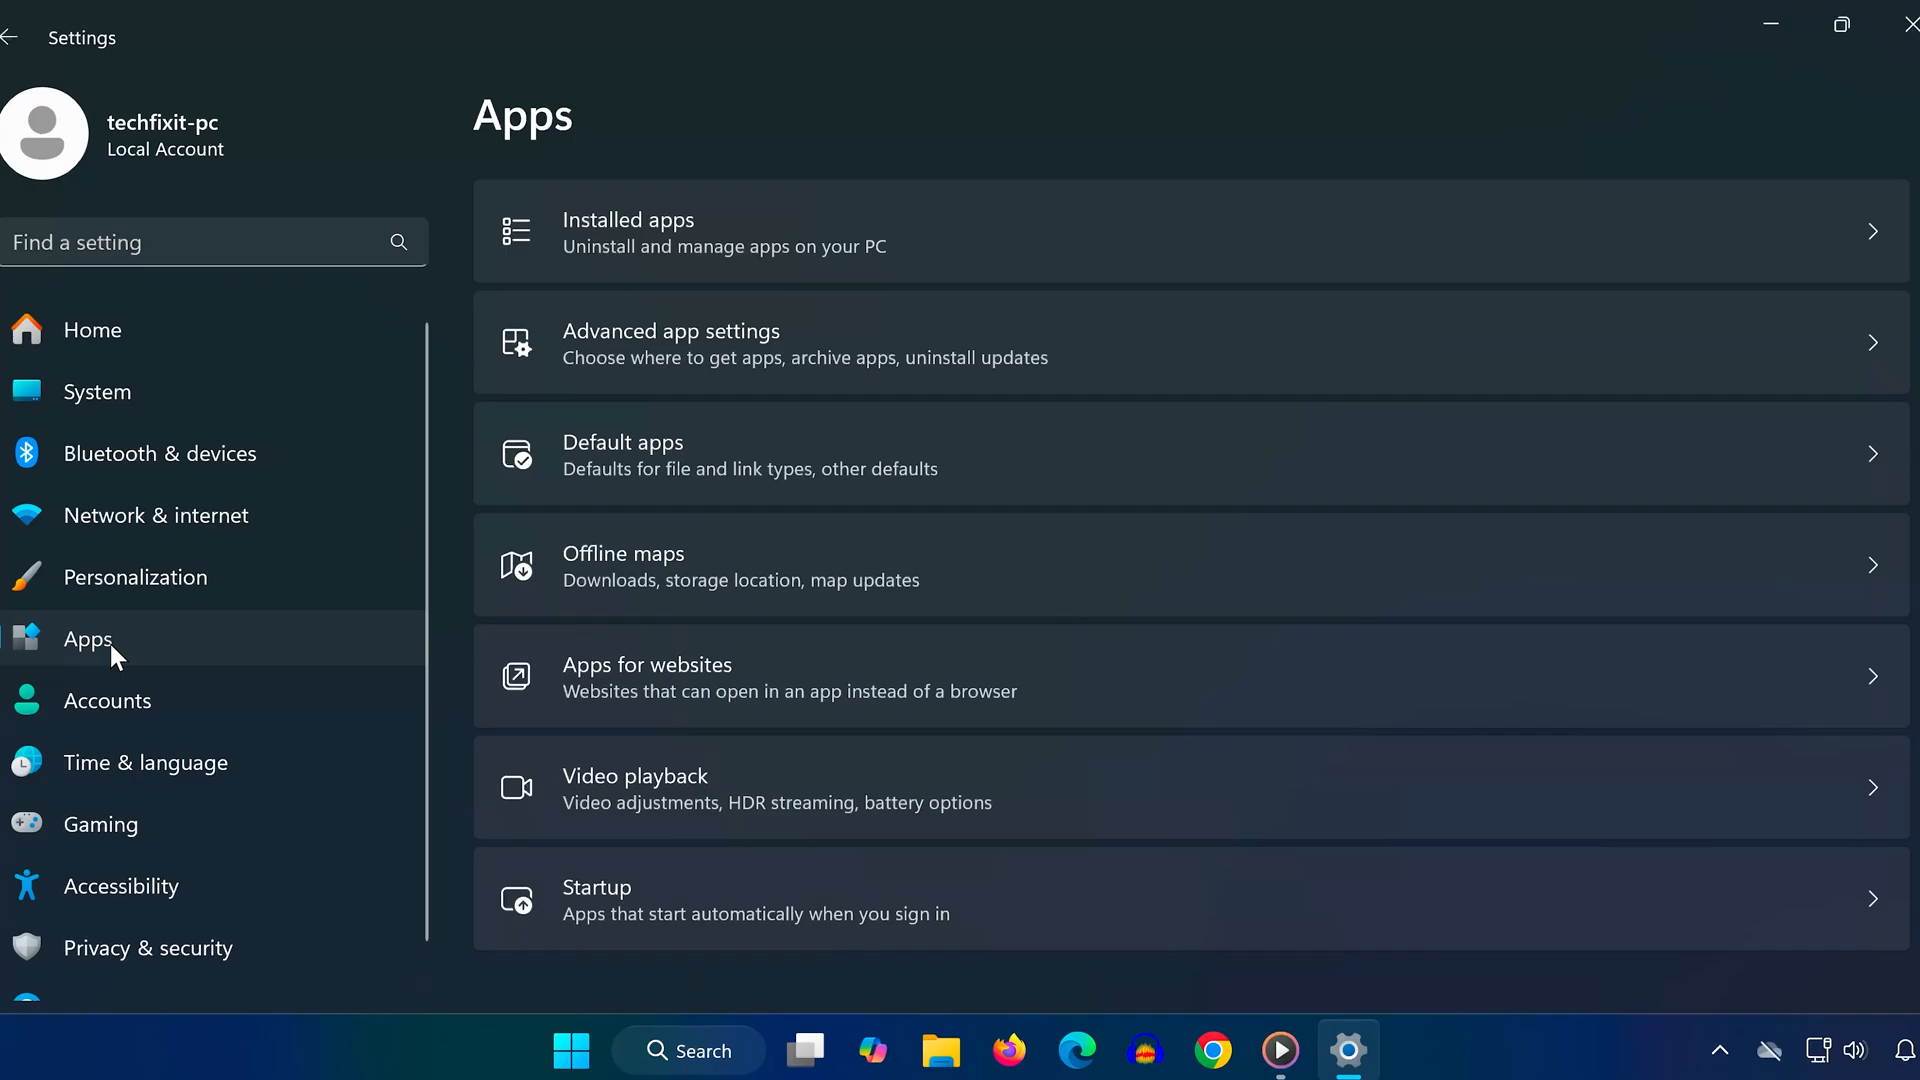 Settings
techfixit-pc
Local Account
Find a setting
Home
System
Bluetooth & devices
Network & internet
Personalization
Apps
Accounts
Time & language
Gaming
Accessibility
Privacy & security
Apps
Installed apps
Uninstall and manage apps on your PC
Advanced app settings
Choose where to get apps, archive apps, uninstall updates
Default apps
Defaults for file and link types, other defaults
Offline maps
Downloads, storage location, map updates
Apps for websites
Websites that can open in an app instead of a browser
Video playback
Video adjustments, HDR streaming, battery options
Startup
Apps that start automatically when you sign in
Search